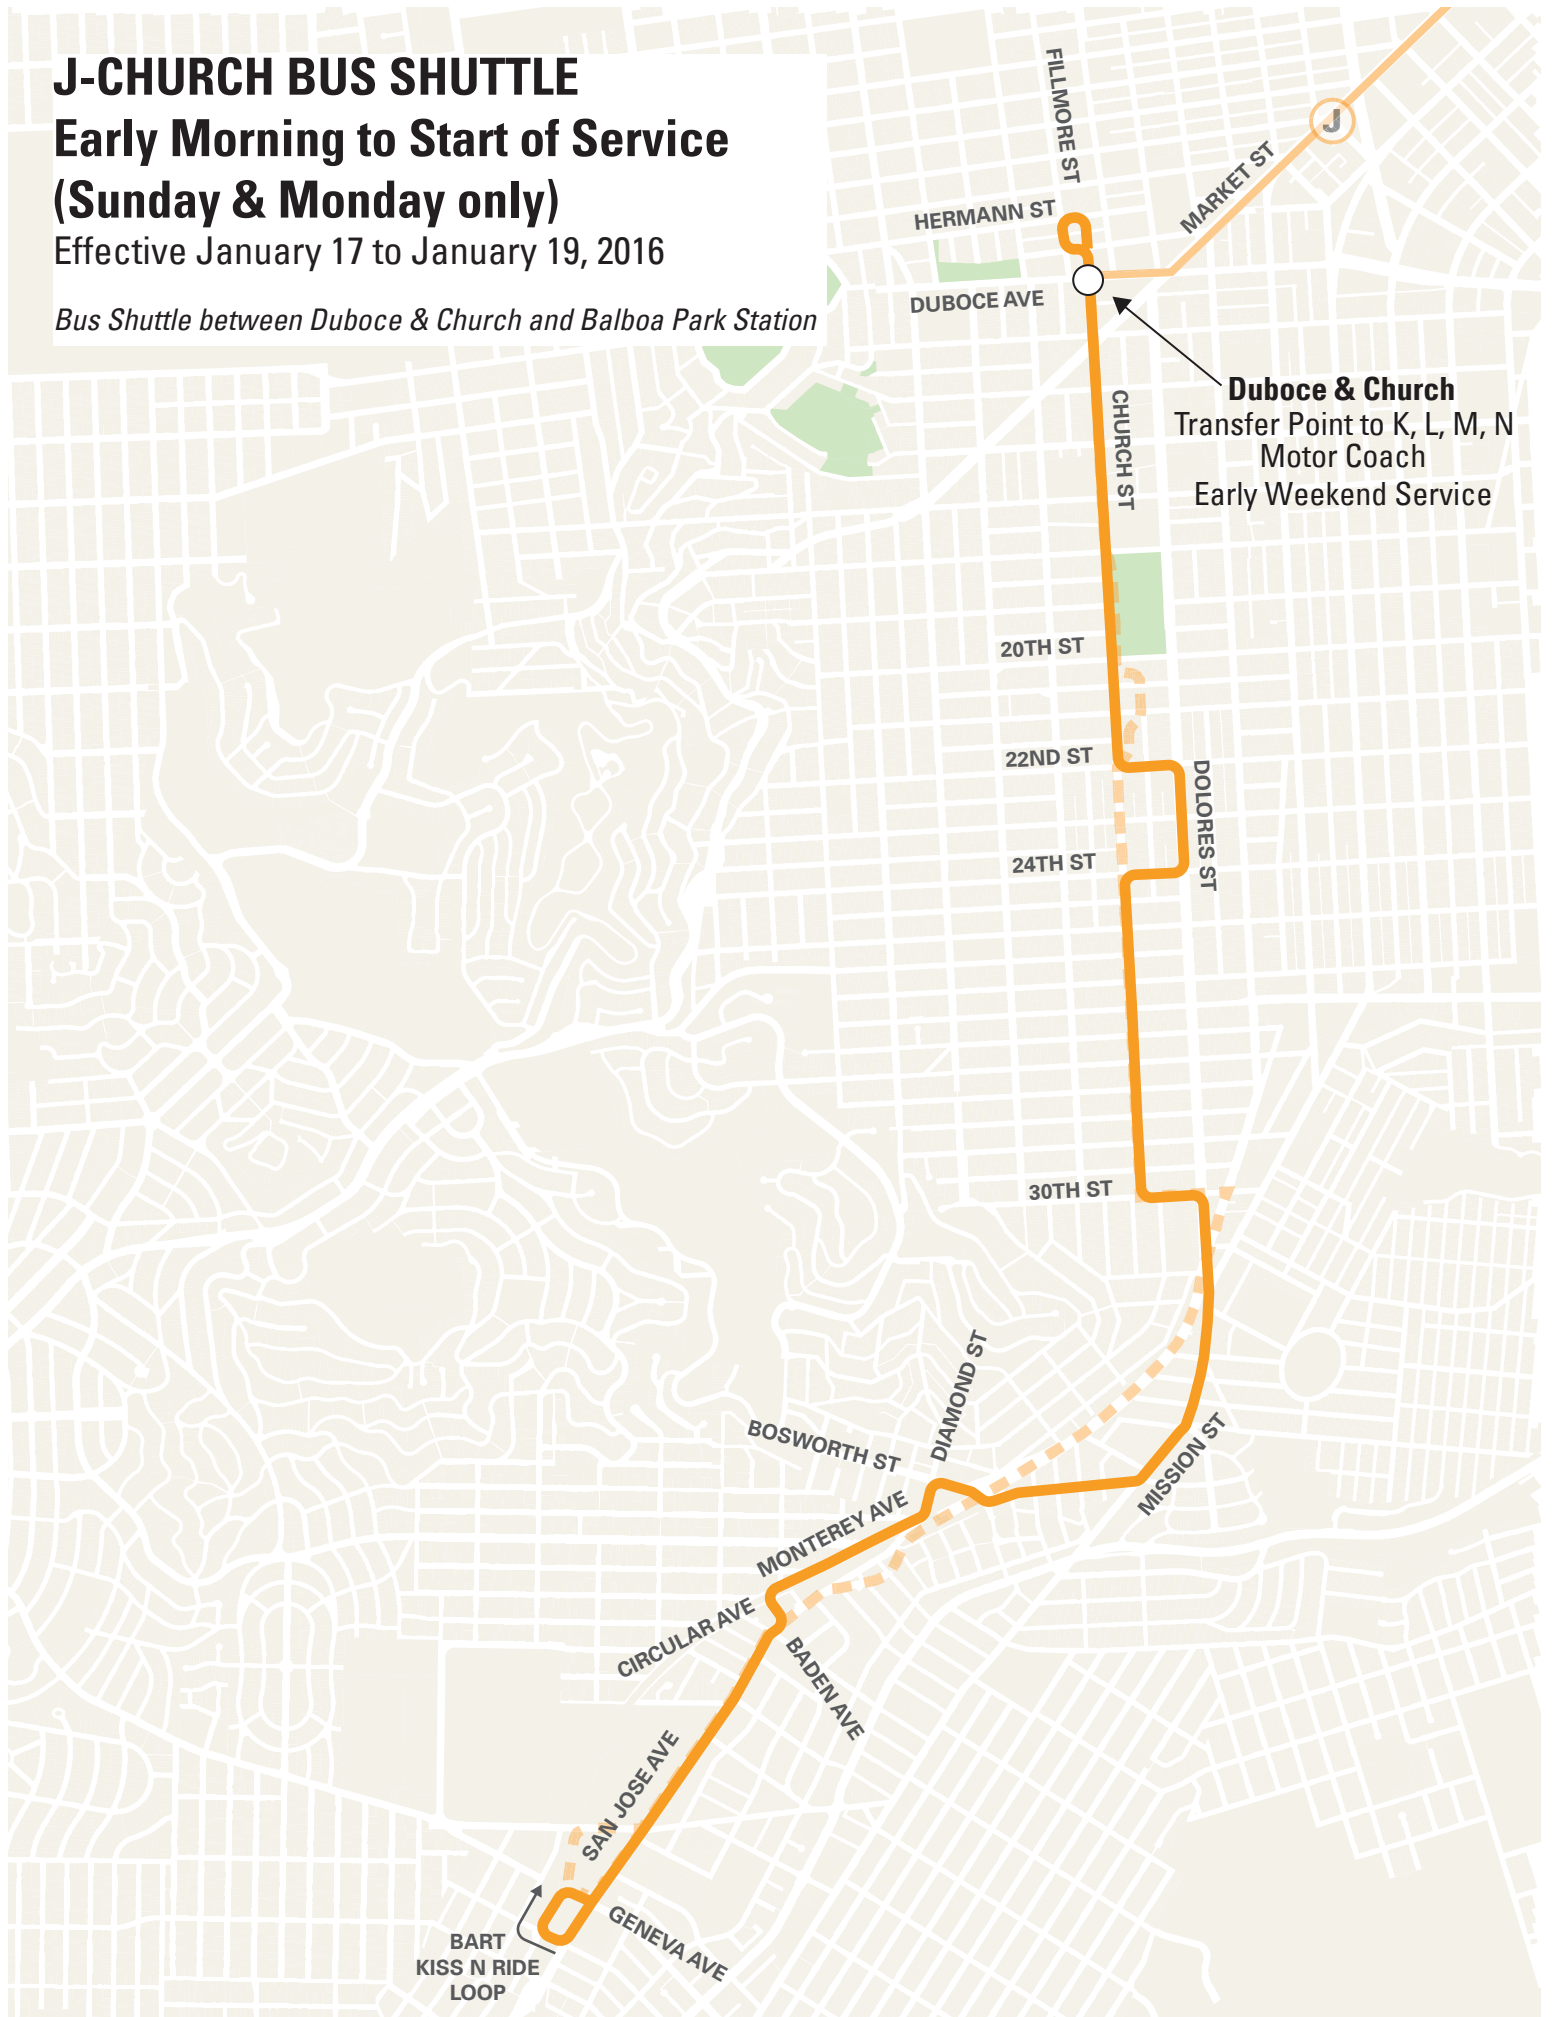 J-CHURCH BUS SHUTTLE
Early Morning to Start of Service
(Sunday & Monday only)
Effective January 17 to January 19, 2016
Bus Shuttle between Duboce & Church and Balboa Park Station
FILLMORE ST
J
MARKET ST
HERMANN ST
DUBOCE AVE
Duboce & Church
Transfer Point to K, L, M, N
Motor Coach
Early Weekend Service
CHURCH ST
20TH ST
22ND ST
DOLORES ST
24TH ST
30TH ST
DIAMOND ST
BOSWORTH ST
MISSION ST
MONTEREY AVE
CIRCULAR AVE
BADEN AVE
SAN JOSE AVE
GENEVA AVE
BART
KISS N RIDE
LOOP